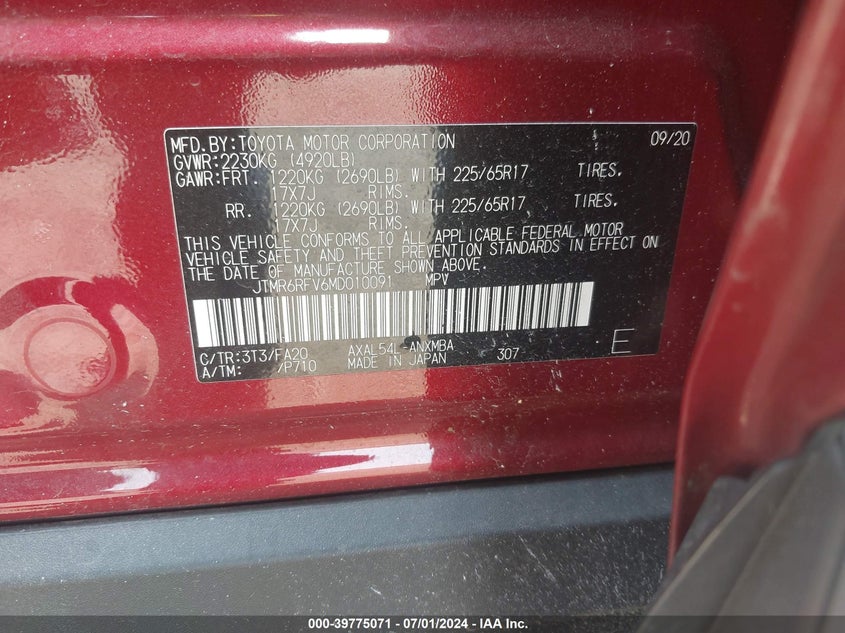 MFD.BY:TOYOTA MOTOR CORPORATION 09/20
GVWR:2230KG (4920LB)
GAWR:FRT. 1220KG (2690LB) WITH 225/65R17 TIRES,
17X7J RIMS.
RR. 1220KG (2690LB) WITH 225/65R17 TIRES,
17X7J RIMS.
THIS VEHICLE CONFORMS TO ALL APPLICABLE FEDERAL MOTOR
VEHICLE SAFETY AND THEFT PREVENTION STANDARDS IN EFFECT ON
THE DATE OF MANUFACTURE SHOWN ABOVE.
JTMR6RFV6MD010091 MPV
C/TR:3T3/FA20 AXAL54L-ANXMBA
A/TM: /P710 MADE IN JAPAN 307 E
000-39775071 / 07/01/2024 - IAA Inc.